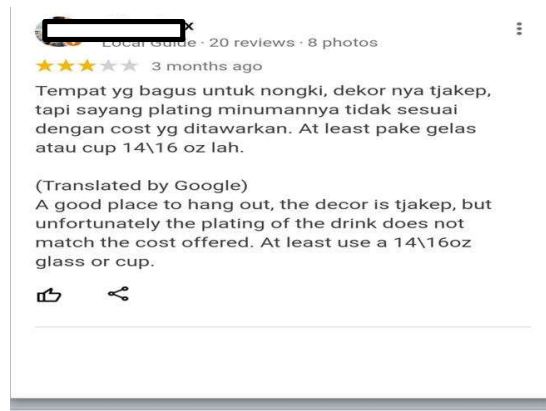 x
Local Guide · 20 reviews · 8 photos
3 months ago
Tempat yg bagus untuk nongki, dekor nya tjakep,
tapi sayang plating minumannya tidak sesuai
dengan cost yg ditawarkan. At least pake gelas
atau cup 14\16 oz lah.
(Translated by Google)
A good place to hang out, the decor is tjakep, but
unfortunately the plating of the drink does not
match the cost offered. At least use a 14\16oz
glass or cup.